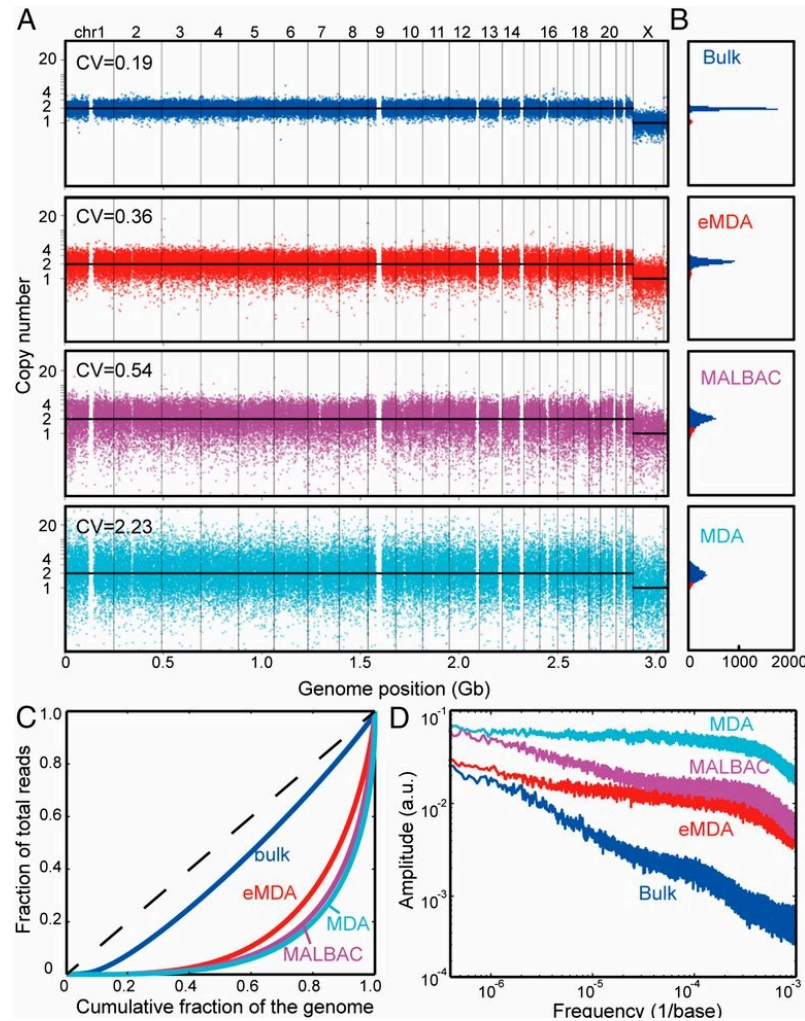 A
chr1 2 3 4 5 6 7 8 9 10 11 12 13 14 16 18 20 X
B
CV=0.19
20
4
2
1
Bulk
CV=0.36
20
4
2
1
eMDA
Copy number
CV=0.54
20
4
2
1
MALBAC
CV=2.23
20
4
2
1
MDA
0 0.5 1.0 1.5 2.0 2.5 3.0
0 1000 2000
Genome position (Gb)
C
1.0
0.8
0.6
0.4
0.2
0
Fraction of total reads
bulk
eMDA
MDA
MALBAC
0 0.2 0.4 0.6 0.8 1.0
Cumulative fraction of the genome
D
10-1
10-2
10-3
10-4
Amplitude (a.u.)
MDA
MALBAC
eMDA
Bulk
10-6 10-5 10-4 10-3
Frequency (1/base)